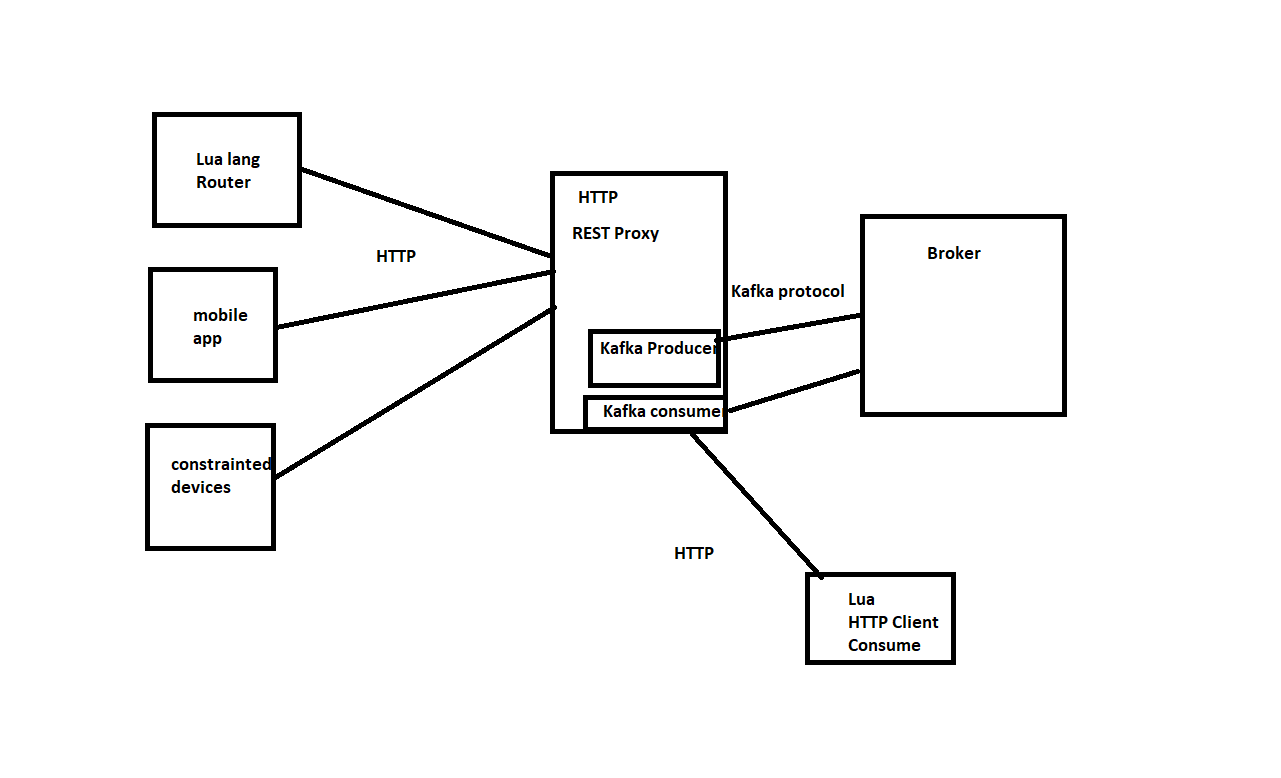 Lua lang
Router
HTTP
mobile
app
constrainted
devices
HTTP
REST Proxy
Kafka Producer
Kafka consumer
Kafka protocol
Broker
HTTP
Lua
HTTP Client
Consume